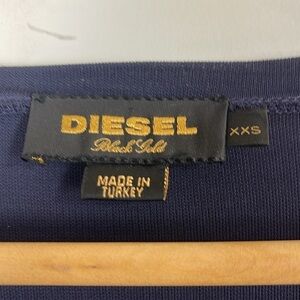 DIESEL
Black Gold
XXS
MADE IN
TURKEY